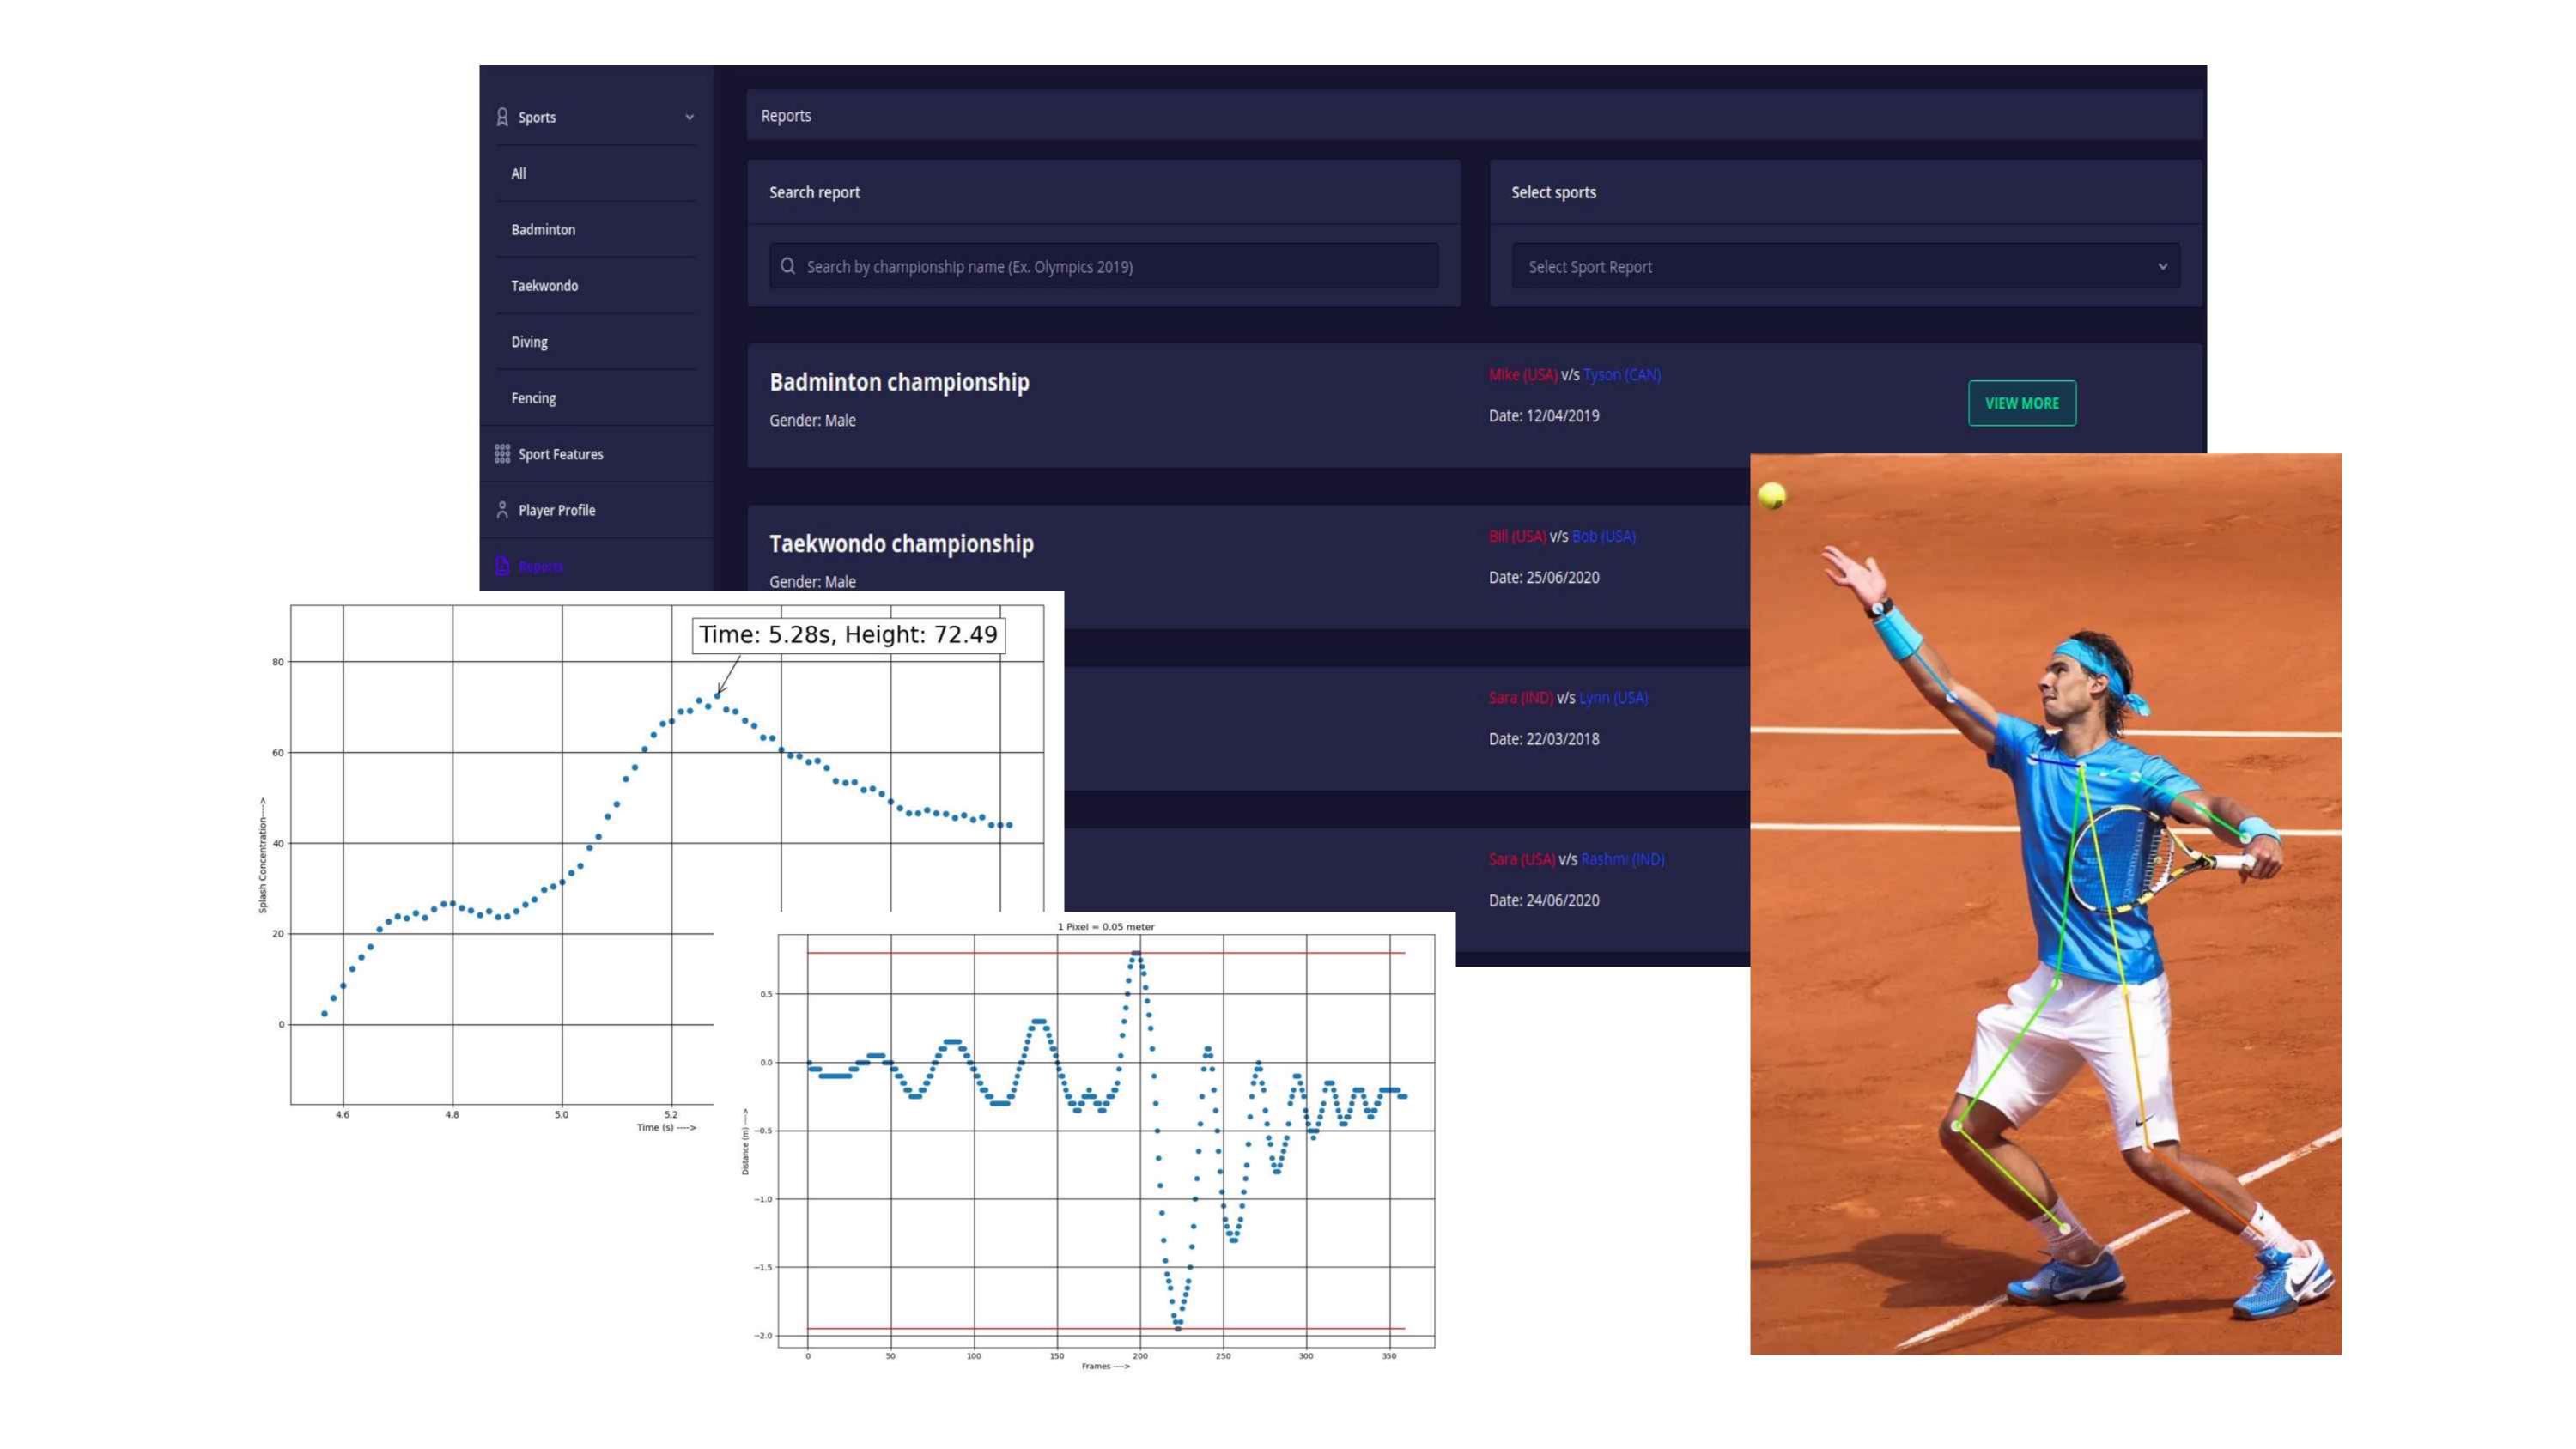 Sports
All
Badminton
Taekwondo
Diving
Fencing
Sport Features
Player Profile
Reports
Reports
Search report
Search by championship name (Ex. Olympics 2019)
Select sports
Select Sport Report
Badminton championship
Gender: Male
Mike (USA) v/s Tyson (CAN)
Date: 12/04/2019
VIEW MORE
Taekwondo championship
Gender: Male
Bill (USA) v/s Bob (USA)
Date: 25/06/2020
Sara (IND) v/s Lynn (USA)
Date: 22/03/2018
Sara (USA) v/s Rashmi (IND)
Date: 24/06/2020
Time: 5.28s, Height: 72.49
Splash Concentration---->
80
60
40
20
0
4.6 4.8 5.0 5.2
Time (s) ---->
1 Pixel = 0.05 meter
Distance (m) ---->
0.5
0.0
−0.5
−1.0
−1.5
−2.0
0 50 100 150 200 250 300 350
Frames ---->